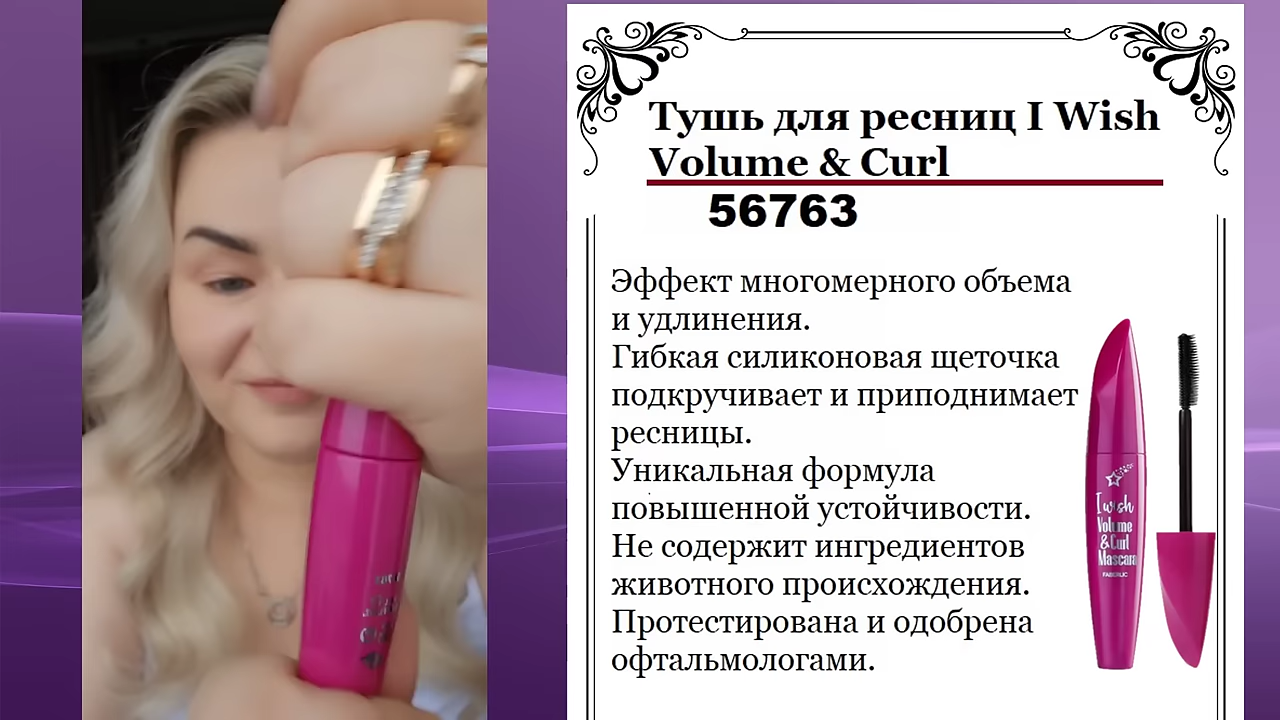 Тушь для ресниц I Wish
Volume & Curl
56763
Эффект многомерного объема
и удлинения.
Гибкая силиконовая щеточка
подкручивает и приподнимает
ресницы.
Уникальная формула
повышенной устойчивости.
Не содержит ингредиентов
животного происхождения.
Протестирована и одобрена
офтальмологами.
I wish
Volume
&Curl
Mascara
FABERLIC